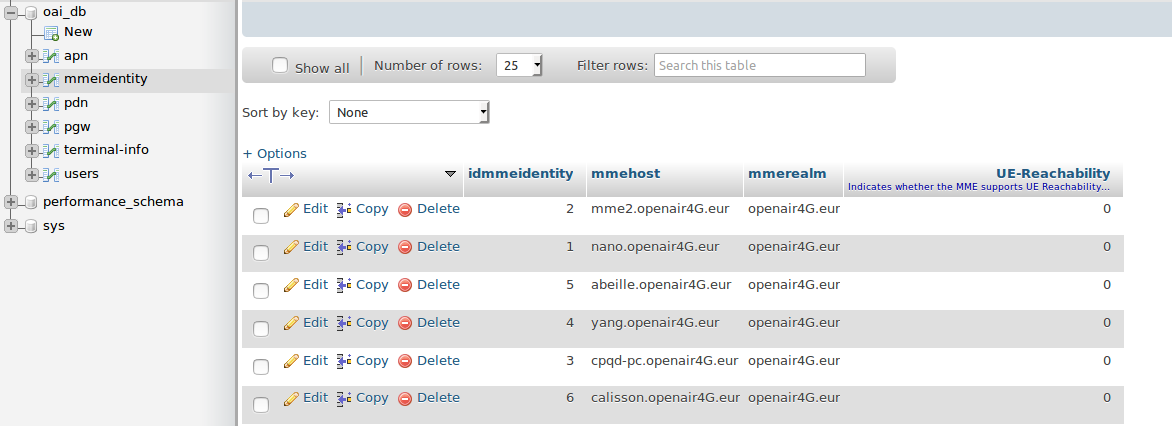 oai_db
New
apn
mmeidentity
pdn
pgw
terminal-info
users
performance_schema
sys
Show all Number of rows: 25 Filter rows: Search this table
Sort by key: None
+ Options
idmmeidentity mmehost mmerealm UE-Reachability
Indicates whether the MME supports UE Reachability...
Edit Copy Delete 2 mme2.openair4G.eur openair4G.eur 0
Edit Copy Delete 1 nano.openair4G.eur openair4G.eur 0
Edit Copy Delete 5 abeille.openair4G.eur openair4G.eur 0
Edit Copy Delete 4 yang.openair4G.eur openair4G.eur 0
Edit Copy Delete 3 cpqd-pc.openair4G.eur openair4G.eur 0
Edit Copy Delete 6 calisson.openair4G.eur openair4G.eur 0